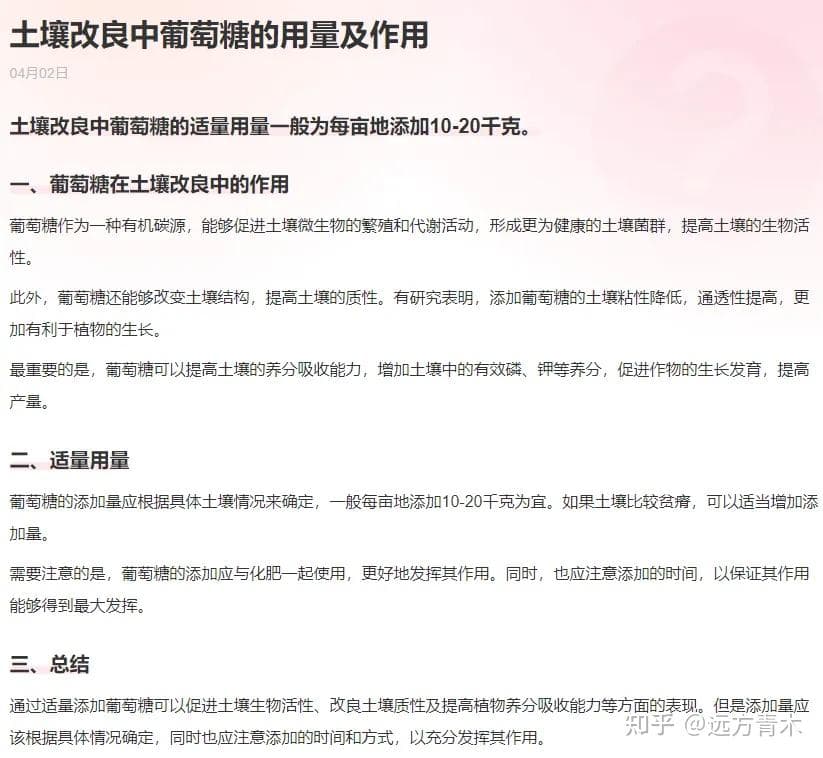 土壤改良中葡萄糖的用量及作用
04月02日
土壤改良中葡萄糖的适量用量一般为每亩地添加10-20千克。
一、葡萄糖在土壤改良中的作用
葡萄糖作为一种有机碳源，能够促进土壤微生物的繁殖和代谢活动，形成更为健康的土壤菌群，提高土壤的生物活
性。
此外，葡萄糖还能够改变土壤结构，提高土壤的质性。有研究表明，添加葡萄糖的土壤粘性降低，通透性提高，更
加有利于植物的生长。
最重要的是，葡萄糖可以提高土壤的养分吸收能力，增加土壤中的有效磷、钾等养分，促进作物的生长发育，提高
产量。
二、适量用量
葡萄糖的添加量应根据具体土壤情况来确定，一般每亩地添加10-20千克为宜。如果土壤比较贫瘠，可以适当增加添
加量。
需要注意的是，葡萄糖的添加应与化肥一起使用，更好地发挥其作用。同时，也应注意添加的时间，以保证其作用
能够得到最大发挥。
三、总结
通过适量添加葡萄糖可以促进土壤生物活性、改良土壤质性及提高植物养分吸收能力等方面的表现。但是添加量应
该根据具体情况确定，同时也应注意添加的时间和方式，以充分发挥其作用。
知乎 @远方青木